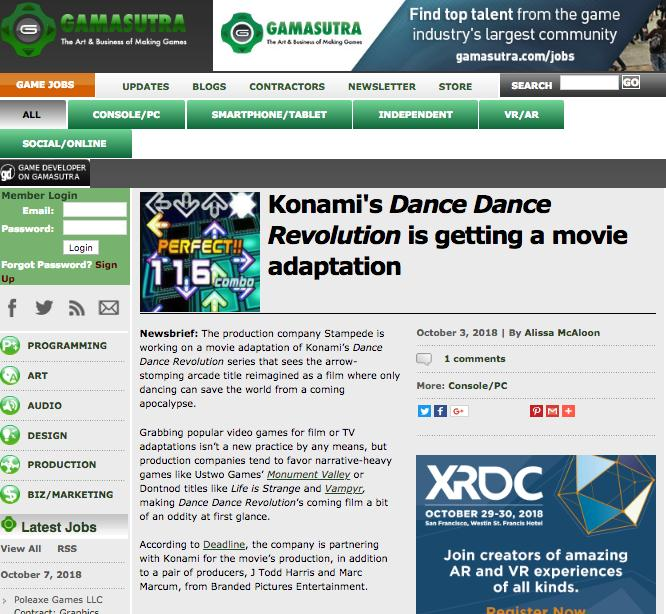 GAMASUTRA
The Art & Business of Making Games
GAMASUTRA
The Art & Business of Making Games
Find top talent from the game
industry's largest community
gamasutra.com/jobs
GAME JOBS
UPDATES
BLOGS
CONTRACTORS
NEWSLETTER
STORE
SEARCH
GO
ALL
CONSOLE/PC
SMARTPHONE/TABLET
INDEPENDENT
VR/AR
SOCIAL/ONLINE
gd
GAME DEVELOPER
ON GAMASUTRA
Member Login
Email:
Password:
Login
Forgot Password? Sign
Up
PROGRAMMING
ART
AUDIO
DESIGN
PRODUCTION
BIZ/MARKETING
Latest Jobs
View All RSS
October 7, 2018
Poleaxe Games LLC
Contract: Graphics
PERFECT!!
116 combo
Konami's Dance Dance
Revolution is getting a movie
adaptation
Newsbrief: The production company Stampede is
working on a movie adaptation of Konami's Dance
Dance Revolution series that sees the arrow-
stomping arcade title reimagined as a film where only
dancing can save the world from a coming
apocalypse.
Grabbing popular video games for film or TV
adaptations isn't a new practice by any means, but
production companies tend to favor narrative-heavy
games like Ustwo Games' Monument Valley or
Dontnod titles like Life is Strange and Vampyr,
making Dance Dance Revolution's coming film a bit
of an oddity at first glance.
According to Deadline, the company is partnering
with Konami for the movie's production, in addition
to a pair of producers, J Todd Harris and Marc
Marcum, from Branded Pictures Entertainment.
October 3, 2018 | By Alissa McAloon
1 comments
More: Console/PC
G+
XRDC
OCTOBER 29-30, 2018
San Francisco, Westin St. Francis Hotel
Join creators of amazing
AR and VR experiences
of all kinds.
Register Now